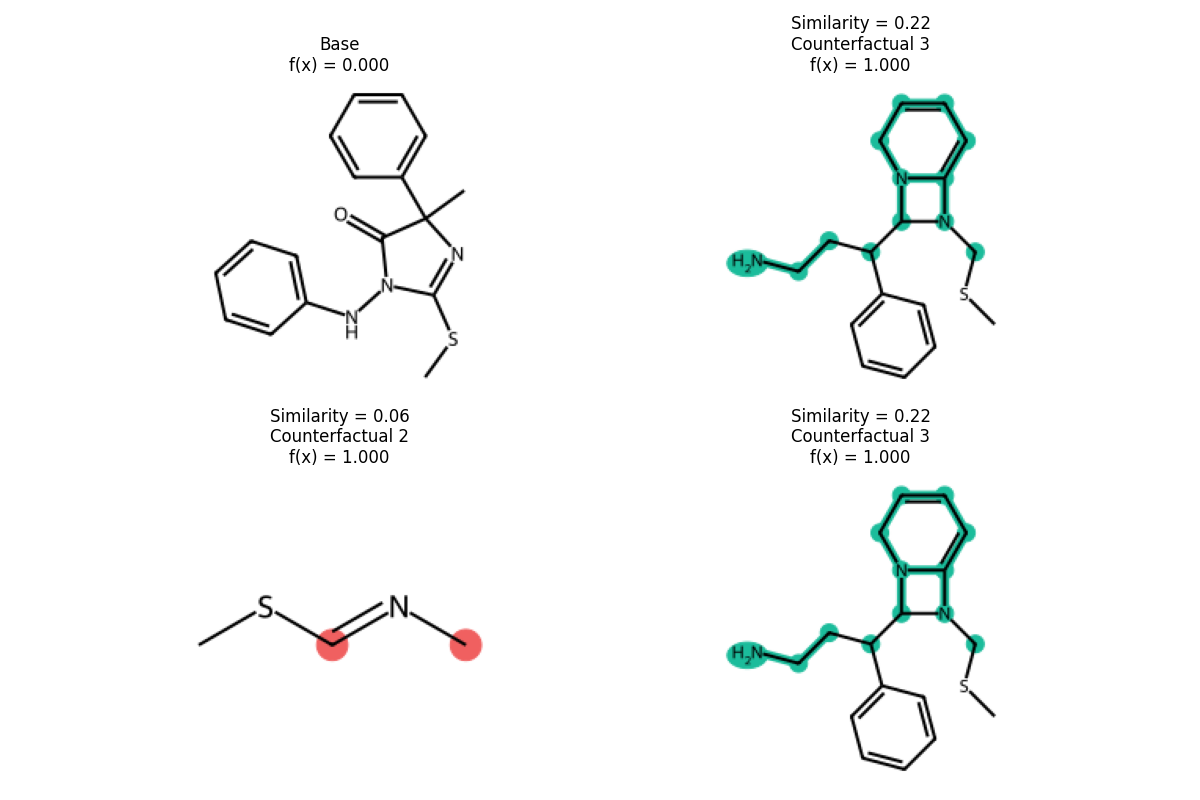 Base
f(x) = 0.000
O
N
N
N
H
S
Similarity = 0.22
Counterfactual 3
f(x) = 1.000
N
N
H₂N
S
Similarity = 0.06
Counterfactual 2
f(x) = 1.000
S
N
Similarity = 0.22
Counterfactual 3
f(x) = 1.000
N
N
H₂N
S